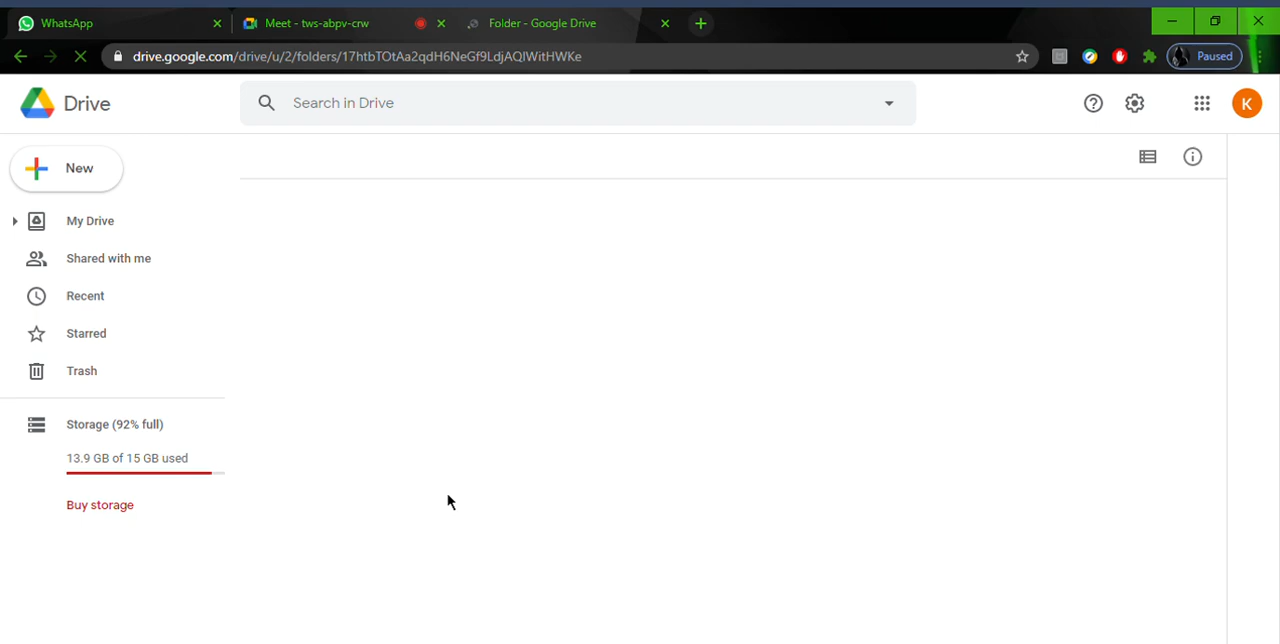 WhatsApp
Meet - tws-abpv-crw
Folder - Google Drive
drive.google.com/drive/u/2/folders/17htbTOtAa2qdH6NeGf9LdjAQIWitHWKe
Paused
Drive
Search in Drive
K
New
My Drive
Shared with me
Recent
Starred
Trash
Storage (92% full)
13.9 GB of 15 GB used
Buy storage